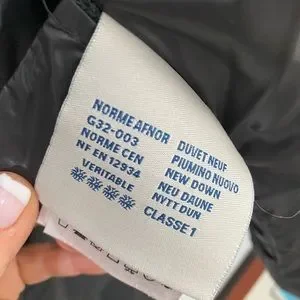 NORME AFNOR
G32-003
NORME CEN
NF EN 12934
VERITABLE
DUVET NEUF
PIUMINO NUOVO
NEW DOWN
NEU DAUNE
NYTT DUN
CLASSE 1